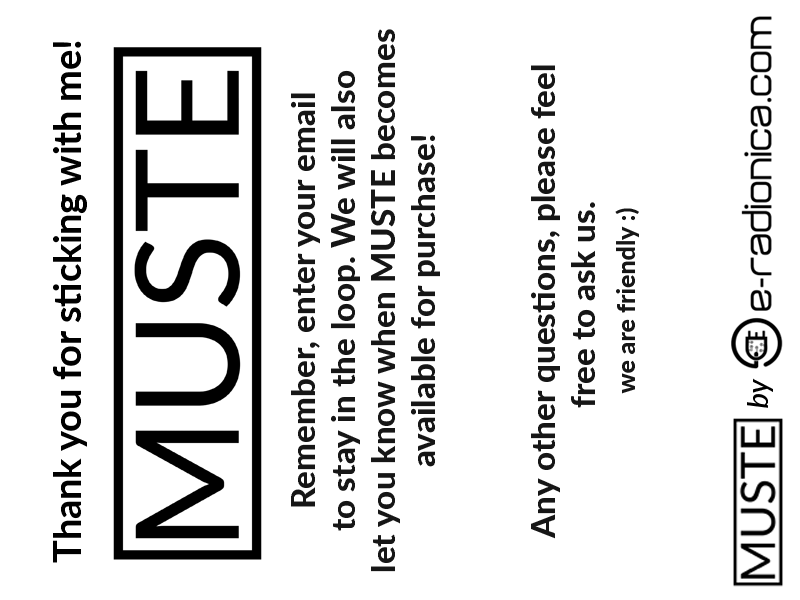 Thank you for sticking with me!
MUSTE
Remember, enter your email
to stay in the loop. We will also
let you know when MUSTE becomes
available for purchase!
Any other questions, please feel
free to ask us.
we are friendly :)
MUSTE by e-radionica.com